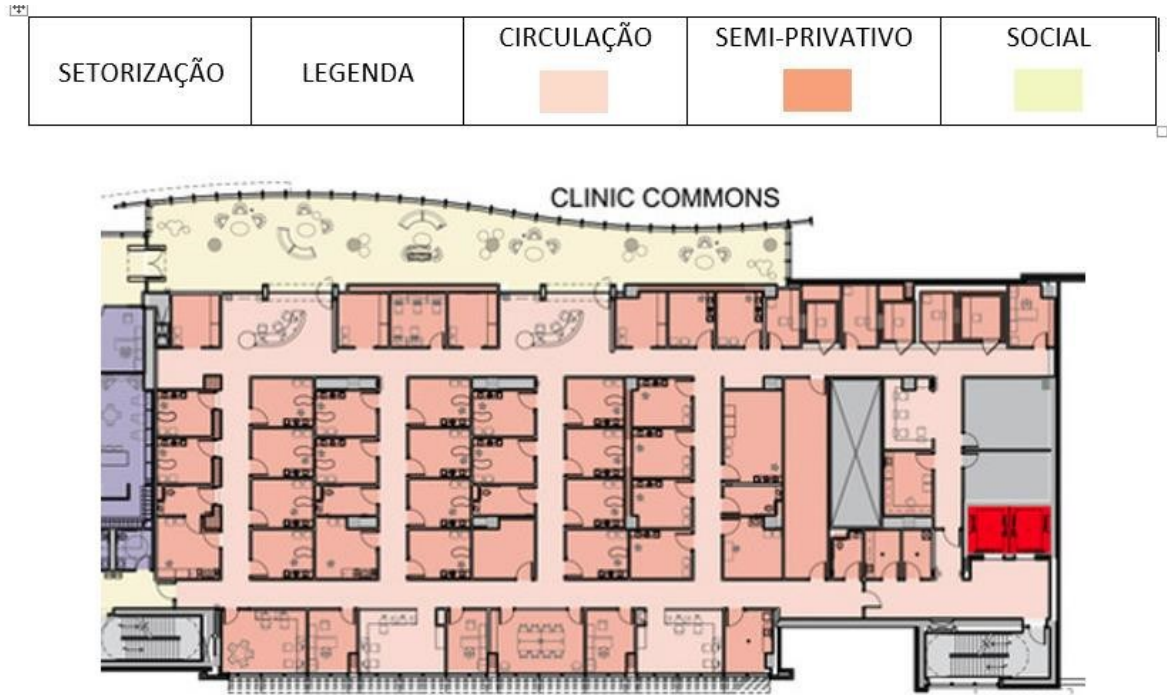 SETORIZAÇÃO
LEGENDA
CIRCULAÇÃO
SEMI-PRIVATIVO
SOCIAL
CLINIC COMMONS